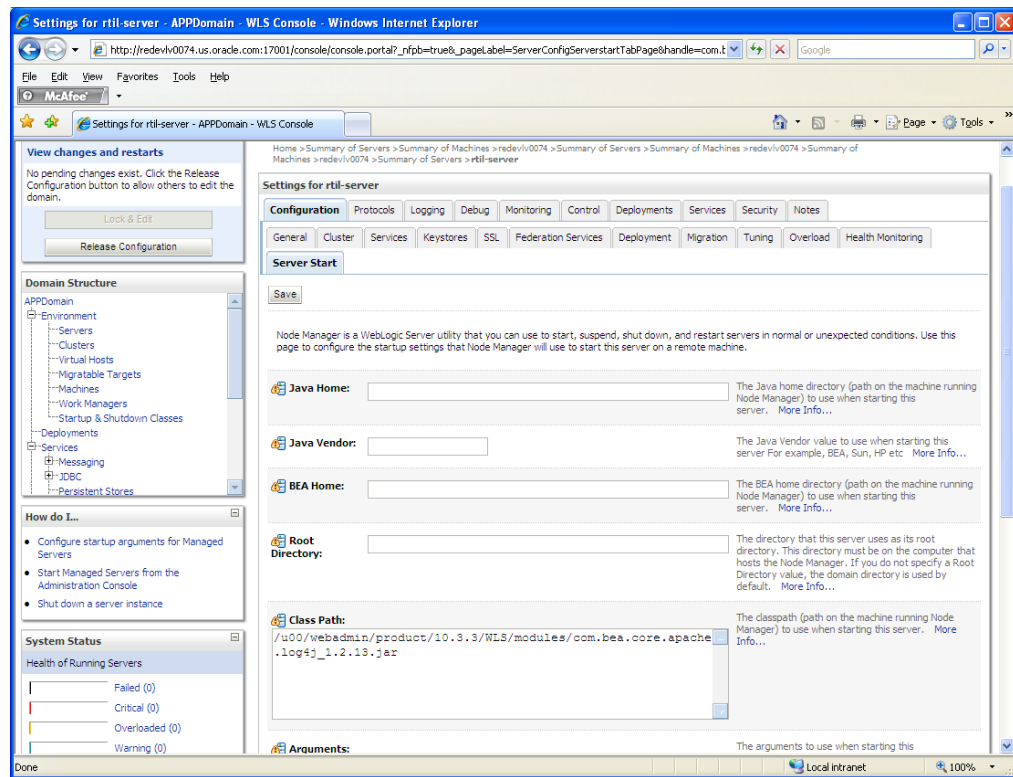 Settings for rtil-server - APPDomain - WLS Console - Windows Internet Explorer
http://redevlv0074.us.oracle.com:17001/console/console.portal?_nfpb=true&_pageLabel=ServerConfigServerstartTabPage&handle=com.b
Google
File Edit View Favorites Tools Help
McAfee
Settings for rtil-server - APPDomain - WLS Console
Page Tools
View changes and restarts
No pending changes exist. Click the Release
Configuration button to allow others to edit the
domain.
Lock & Edit
Release Configuration
Domain Structure
APPDomain
Environment
Servers
Clusters
Virtual Hosts
Migratable Targets
Machines
Work Managers
Startup & Shutdown Classes
Deployments
Services
Messaging
JDBC
Persistent Stores
How do I...
Configure startup arguments for Managed
Servers
Start Managed Servers from the
Administration Console
Shut down a server instance
System Status
Health of Running Servers
Failed (0)
Critical (0)
Overloaded (0)
Warning (0)
Home >Summary of Servers >Summary of Machines >redevlv0074 >Summary of Servers >Summary of Machines >redevlv0074 >Summary of
Machines >redevlv0074 >Summary of Servers >rtil-server
Settings for rtil-server
Configuration Protocols Logging Debug Monitoring Control Deployments Services Security Notes
General Cluster Services Keystores SSL Federation Services Deployment Migration Tuning Overload Health Monitoring
Server Start
Save
Node Manager is a WebLogic Server utility that you can use to start, suspend, shut down, and restart servers in normal or unexpected conditions. Use this
page to configure the startup settings that Node Manager will use to start this server on a remote machine.
Java Home:
The Java home directory (path on the machine running
Node Manager) to use when starting this
server. More Info...
Java Vendor:
The Java Vendor value to use when starting this
server For example, BEA, Sun, HP etc More Info...
BEA Home:
The BEA home directory (path on the machine running
Node Manager) to use when starting this
server. More Info...
Root
Directory:
The directory that this server uses as its root
directory. This directory must be on the computer that
hosts the Node Manager. If you do not specify a Root
Directory value, the domain directory is used by
default. More Info...
Class Path:
/u00/webadmin/product/10.3.3/WLS/modules/com.bea.core.apache
.log4j_1.2.13.jar
The classpath (path on the machine running Node
Manager) to use when starting this server. More
Info...
Arguments:
The arguments to use when starting this
Done
Local intranet
100%